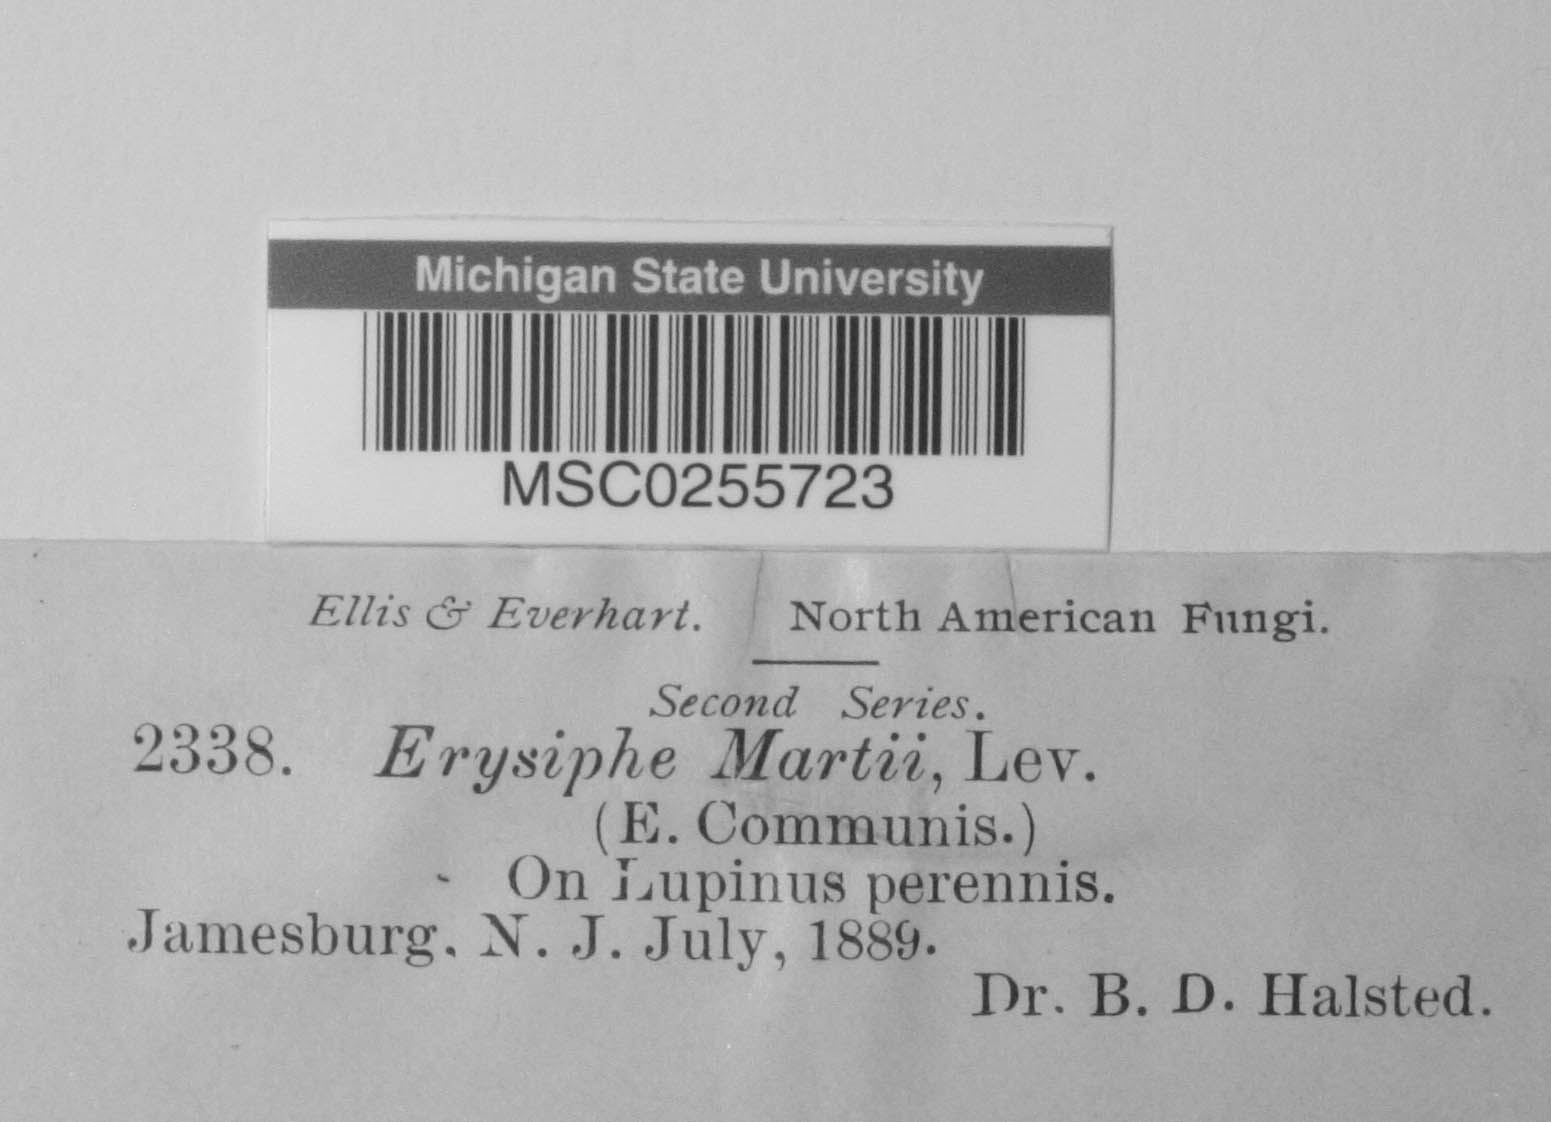 Michigan State University
MSC0255723
Ellis & Everhart. North American Fungi.
Second Series.
2338. Erysiphe Martii, Lev.
(E. Communis.)
On Lupinus perennis.
Jamesburg, N. J. July, 1889.
Dr. B. D. Halsted.